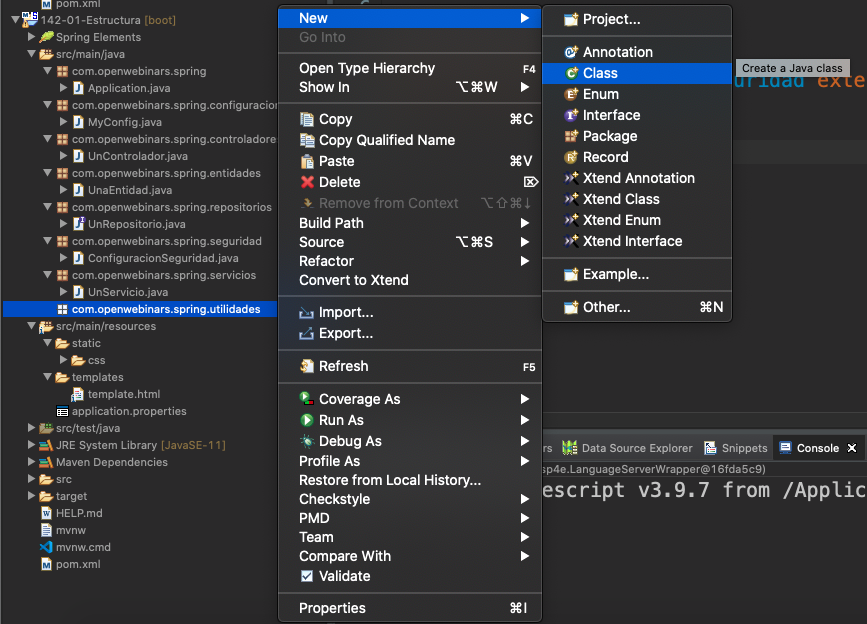 pom.xml
142-01-Estructura [boot]
Spring Elements
src/main/java
com.openwebinars.spring
Application.java
com.openwebinars.spring.configuracion
MyConfig.java
com.openwebinars.spring.controladore
UnControlador.java
com.openwebinars.spring.entidades
UnaEntidad.java
com.openwebinars.spring.repositorios
UnRepositorio.java
com.openwebinars.spring.seguridad
ConfiguracionSeguridad.java
com.openwebinars.spring.servicios
UnServicio.java
com.openwebinars.spring.utilidades
src/main/resources
static
css
templates
template.html
application.properties
src/test/java
JRE System Library [JavaSE-11]
Maven Dependencies
src
target
HELP.md
mvnw
mvnw.cmd
pom.xml
New
Go Into
Open Type Hierarchy F4
Show In ⌥⌘W
Copy ⌘C
Copy Qualified Name
Paste ⌘V
Delete ⌦
Remove from Context ⌥⇧⌘↓
Build Path
Source ⌥⌘S
Refactor
Convert to Xtend
Import...
Export...
Refresh F5
Coverage As
Run As
Debug As
Profile As
Restore from Local History...
Checkstyle
PMD
Team
Compare With
Validate
Properties ⌘I
Project...
Annotation
Class
Enum
Interface
Package
Record
Xtend Annotation
Xtend Class
Xtend Enum
Xtend Interface
Example...
Other... ⌘N
Create a Java class
uridad exte
rs Data Source Explorer Snippets Console
sp4e.LanguageServerWrapper@16fda5c9)
escript v3.9.7 from /Applic